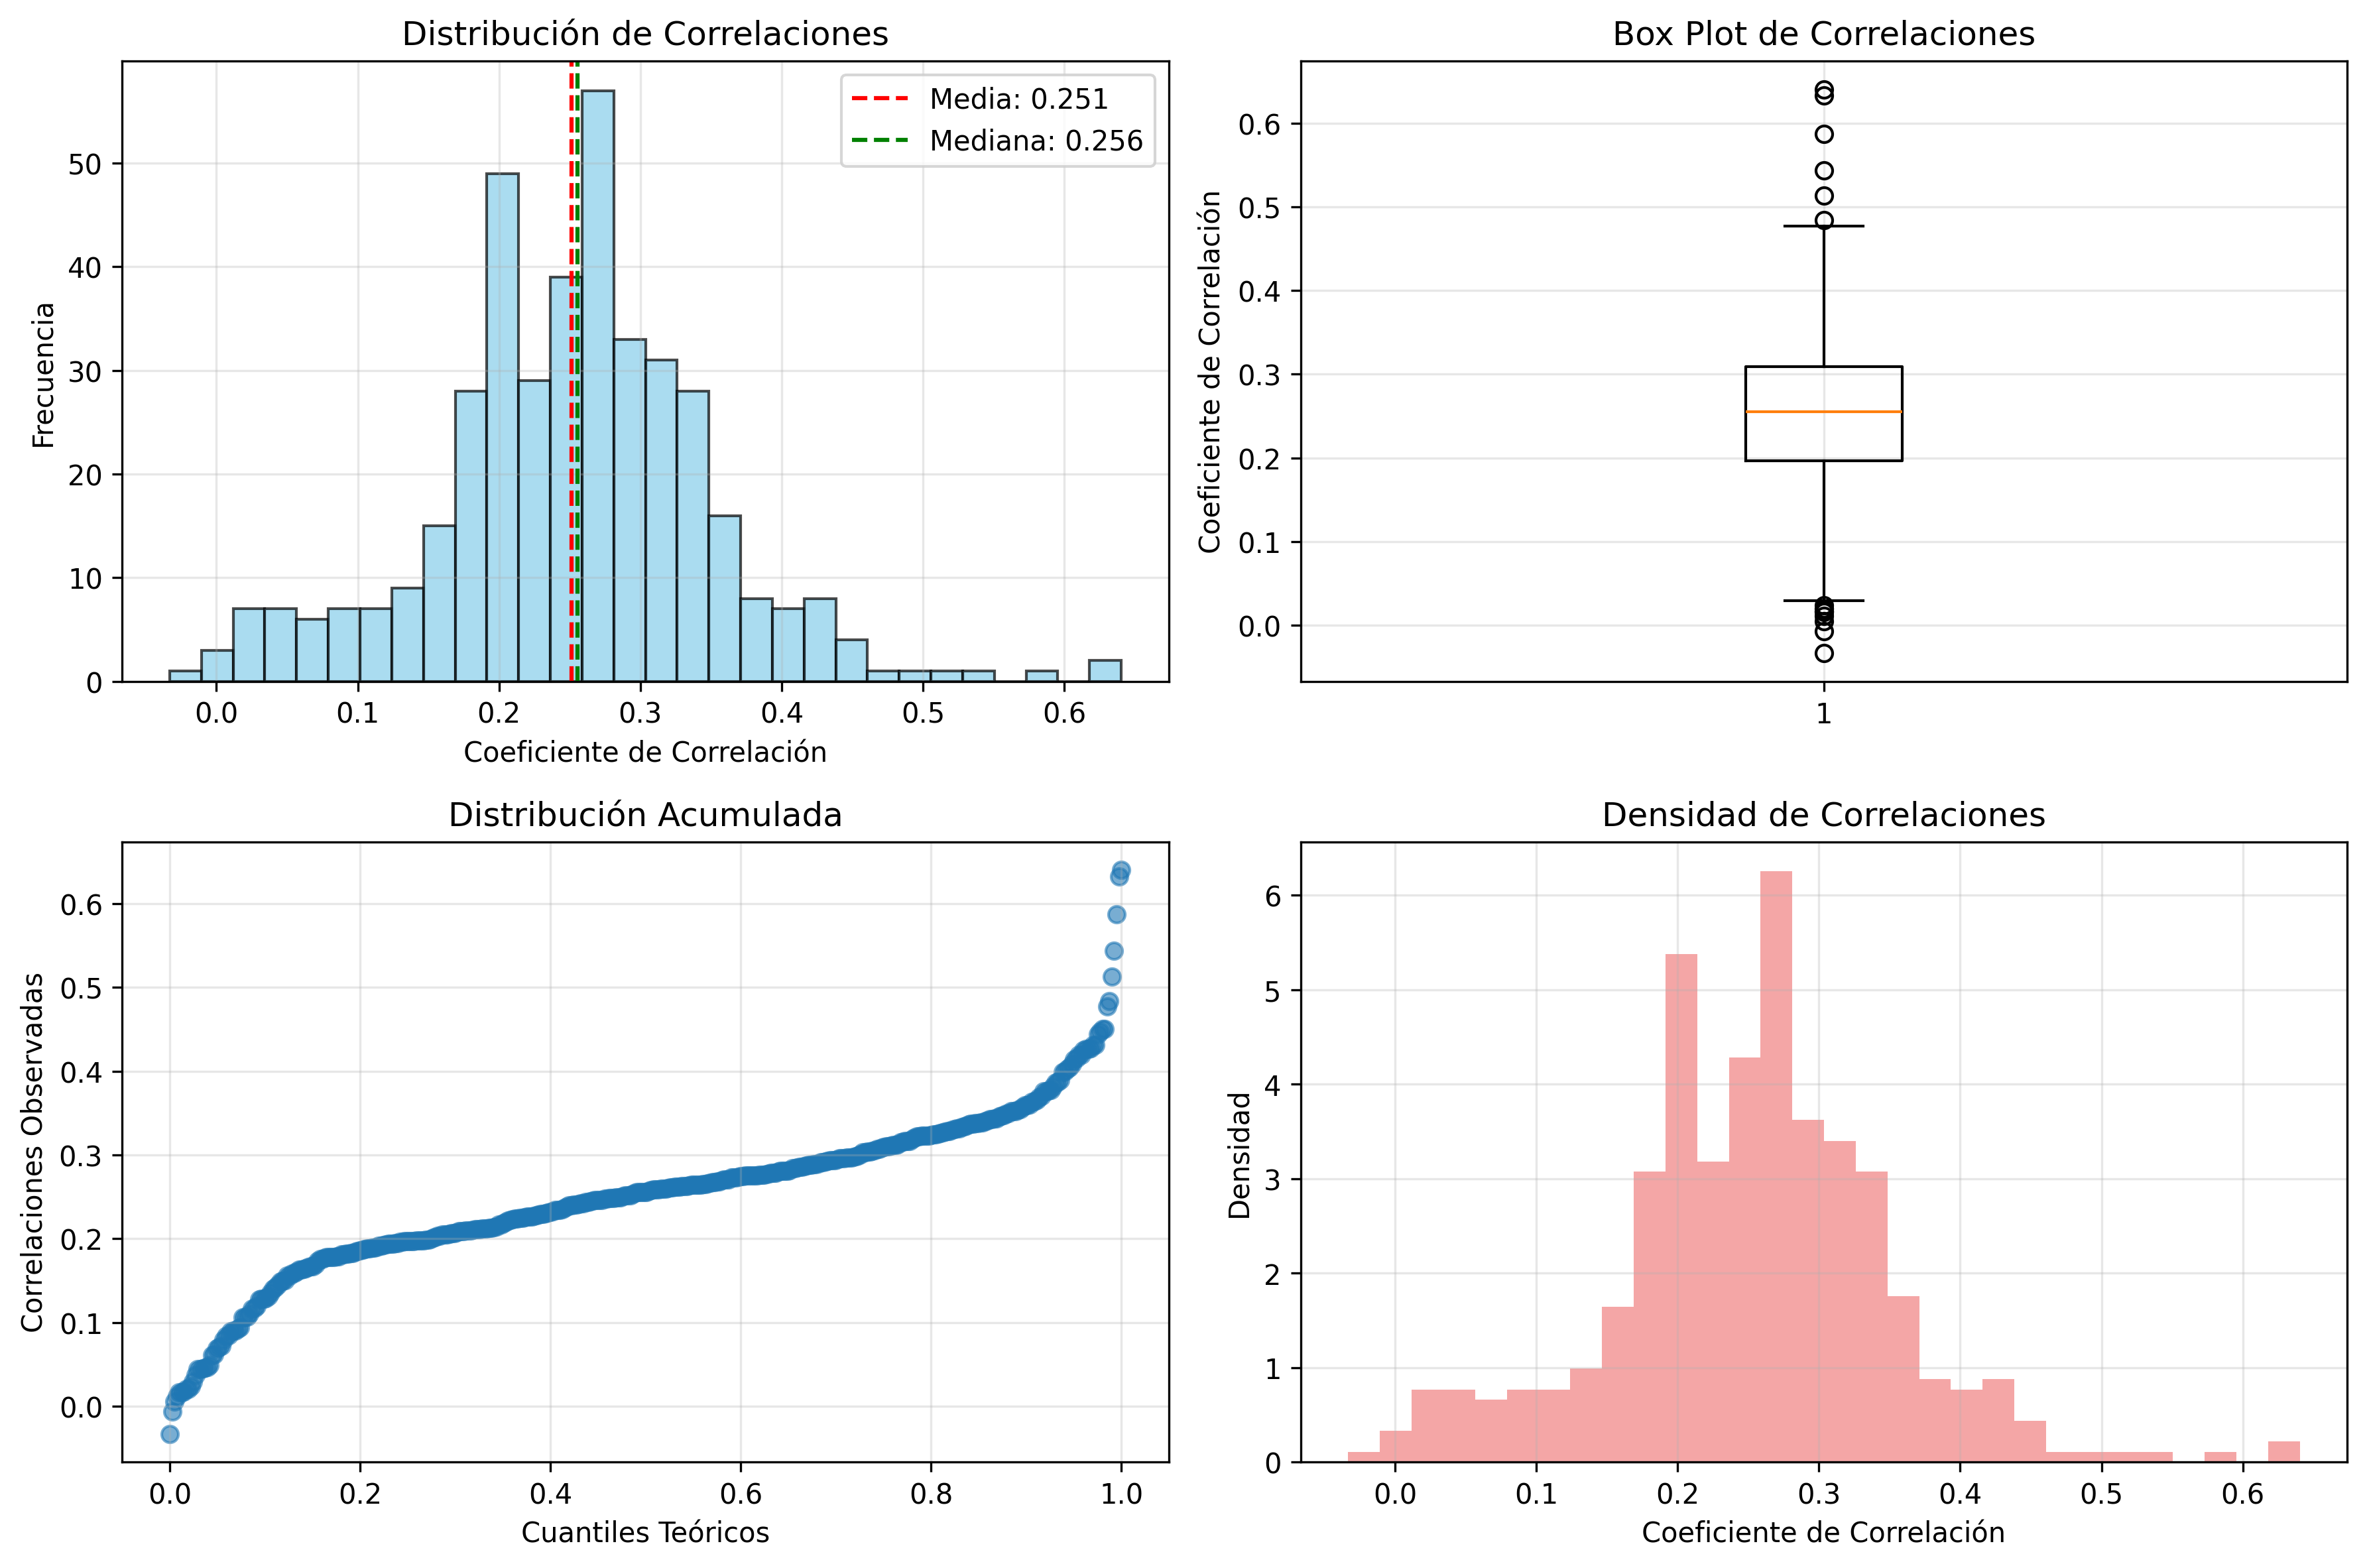 Distribución de Correlaciones
Media: 0.251
Mediana: 0.256
Frecuencia
50
40
30
20
10
0
0.0 0.1 0.2 0.3 0.4 0.5 0.6
Coeficiente de Correlación
Box Plot de Correlaciones
Coeficiente de Correlación
0.6
0.5
0.4
0.3
0.2
0.1
0.0
1
Distribución Acumulada
Correlaciones Observadas
0.6
0.5
0.4
0.3
0.2
0.1
0.0
0.0 0.2 0.4 0.6 0.8 1.0
Cuantiles Teóricos
Densidad de Correlaciones
Densidad
6
5
4
3
2
1
0
0.0 0.1 0.2 0.3 0.4 0.5 0.6
Coeficiente de Correlación